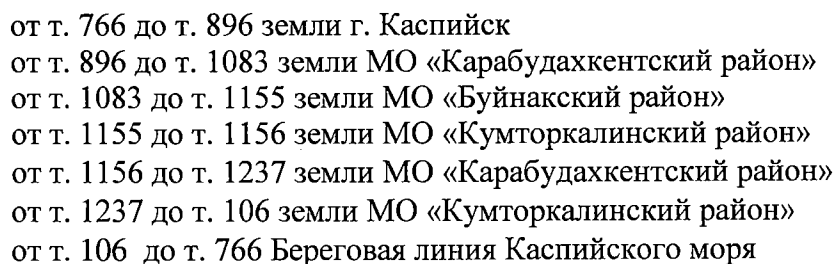 от т. 766 до т. 896 земли г. Каспийск
от т. 896 до т. 1083 земли МО «Карабудахкентский район»
от т. 1083 до т. 1155 земли МО «Буйнакский район»
от т. 1155 до т. 1156 земли МО «Кумторкалинский район»
от т. 1156 до т. 1237 земли МО «Карабудахкентский район»
от т. 1237 до т. 106 земли МО «Кумторкалинский район»
от т. 106 до т. 766 Береговая линия Каспийского моря